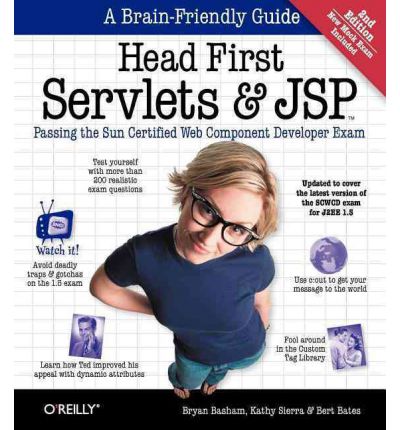 A Brain-Friendly Guide
2nd Edition
New Mock Exam
Included
Head First
Servlets & JSP™
Passing the Sun Certified Web Component Developer Exam
Test yourself
with more than
200 realistic
exam questions
Updated to cover
the latest version of
the SCWCD exam
for J2EE 1.5
Watch it!
Avoid deadly
traps & gotchas
on the 1.5 exam
Use c:out to get your
message to the world
Fool around
in the Custom
Tag Library
Learn how Ted improved his
appeal with dynamic attributes
O'REILLY®
Bryan Basham, Kathy Sierra & Bert Bates